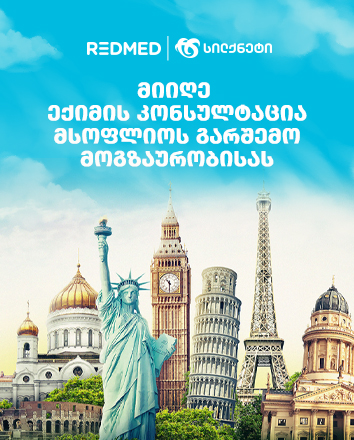 REDMED | სილქნეტი
მიიღე
ექიმის კონსულტაცია
მსოფლიოს გარშემო
მოგზაურობისას